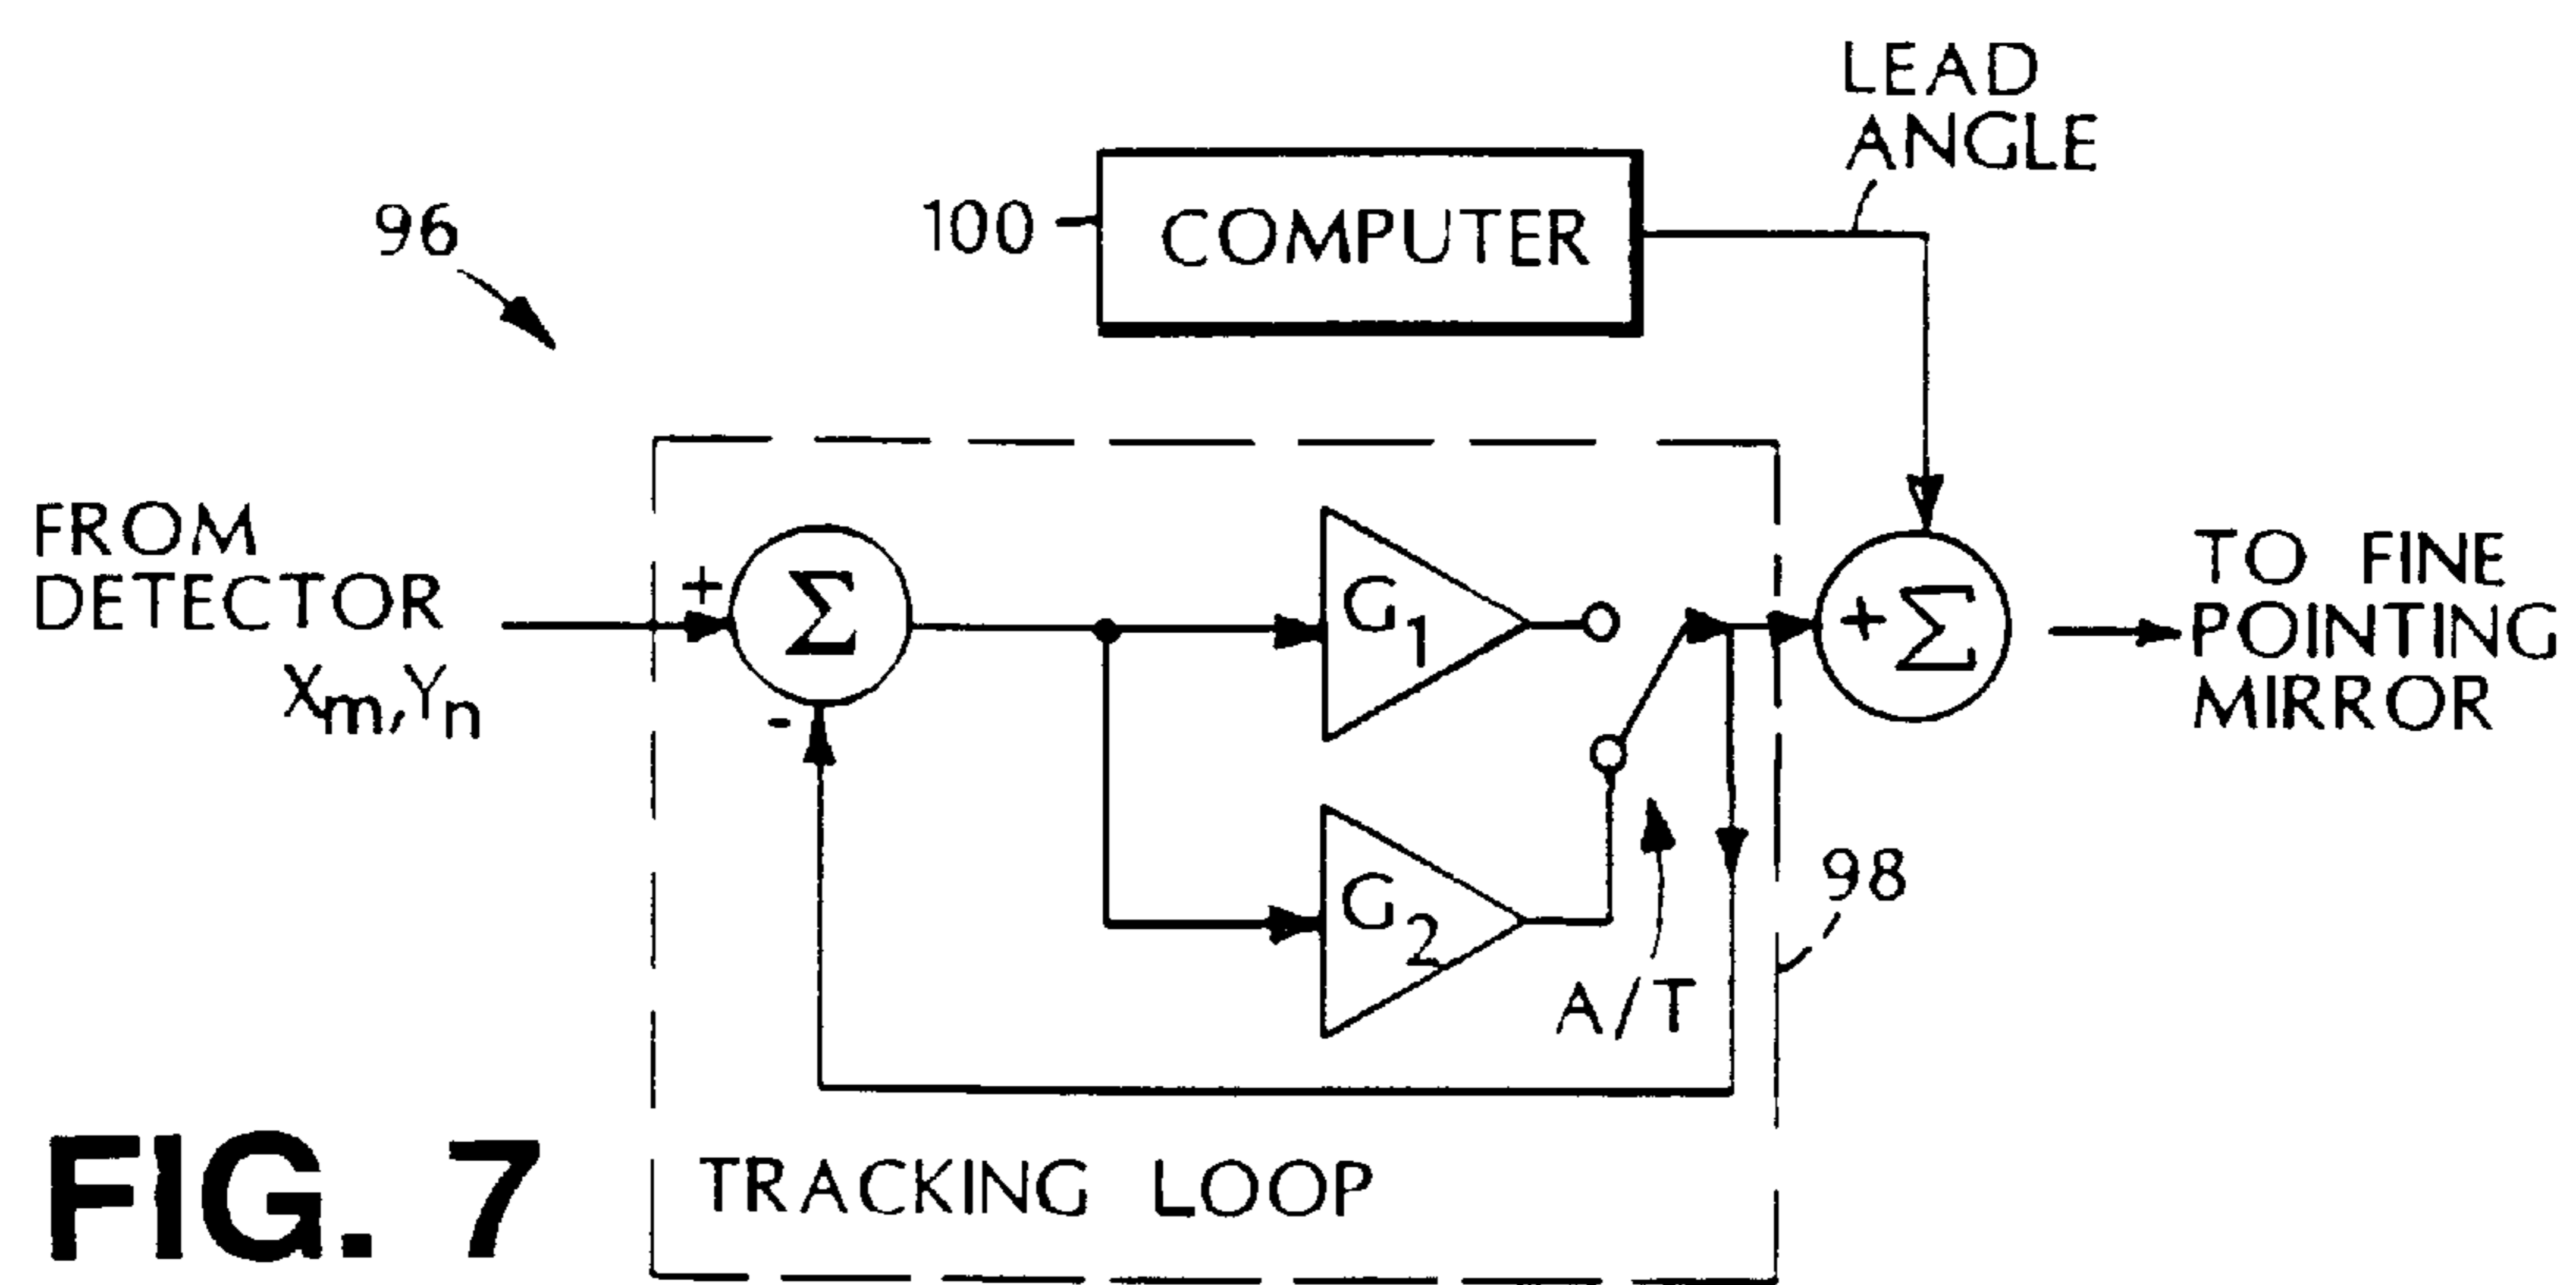 LEAD
ANGLE
96
100
COMPUTER
FROM
DETECTOR
Xm,Yn
+
Σ
-
G1
G2
A/T
+ Σ
TO FINE
POINTING
MIRROR
98
TRACKING LOOP
FIG. 7